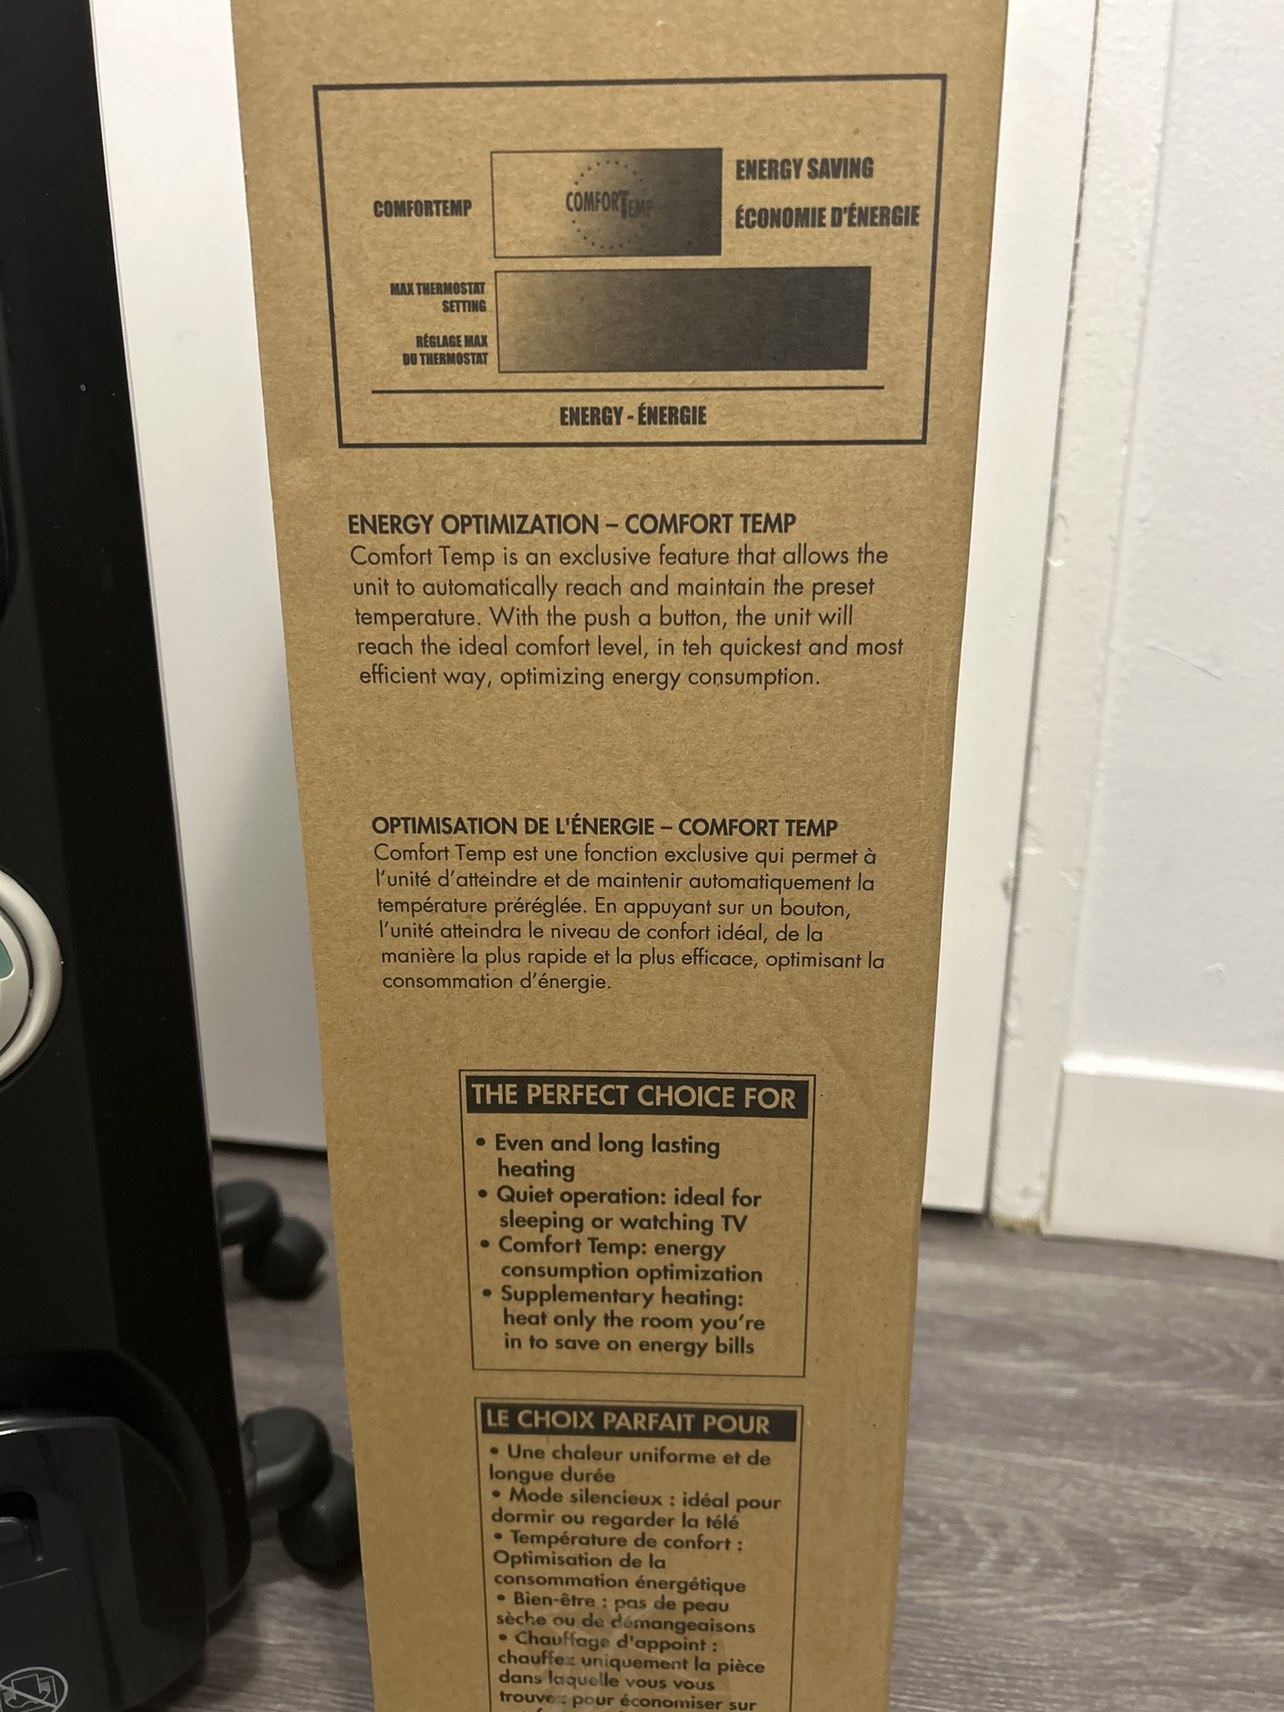 COMFORTEMP
COMFORTEMP
ENERGY SAVING
ÉCONOMIE D'ÉNERGIE
MAX THERMOSTAT
SETTING
RÉGLAGE MAX
DU THERMOSTAT
ENERGY - ÉNERGIE
ENERGY OPTIMIZATION – COMFORT TEMP
Comfort Temp is an exclusive feature that allows the
unit to automatically reach and maintain the preset
temperature. With the push a button, the unit will
reach the ideal comfort level, in teh quickest and most
efficient way, optimizing energy consumption.
OPTIMISATION DE L'ÉNERGIE – COMFORT TEMP
Comfort Temp est une fonction exclusive qui permet à
l'unité d'atteindre et de maintenir automatiquement la
température préréglée. En appuyant sur un bouton,
l'unité atteindra le niveau de confort idéal, de la
manière la plus rapide et la plus efficace, optimisant la
consommation d'énergie.
THE PERFECT CHOICE FOR
• Even and long lasting
heating
• Quiet operation: ideal for
sleeping or watching TV
• Comfort Temp: energy
consumption optimization
• Supplementary heating:
heat only the room you're
in to save on energy bills
LE CHOIX PARFAIT POUR
• Une chaleur uniforme et de
longue durée
• Mode silencieux : idéal pour
dormir ou regarder la télé
• Température de confort :
Optimisation de la
consommation énergétique
• Bien-être : pas de peau
sèche ou de démangeaisons
• Chauffage d'appoint :
chauffez uniquement la pièce
dans laquelle vous vous
trouvez pour économiser sur